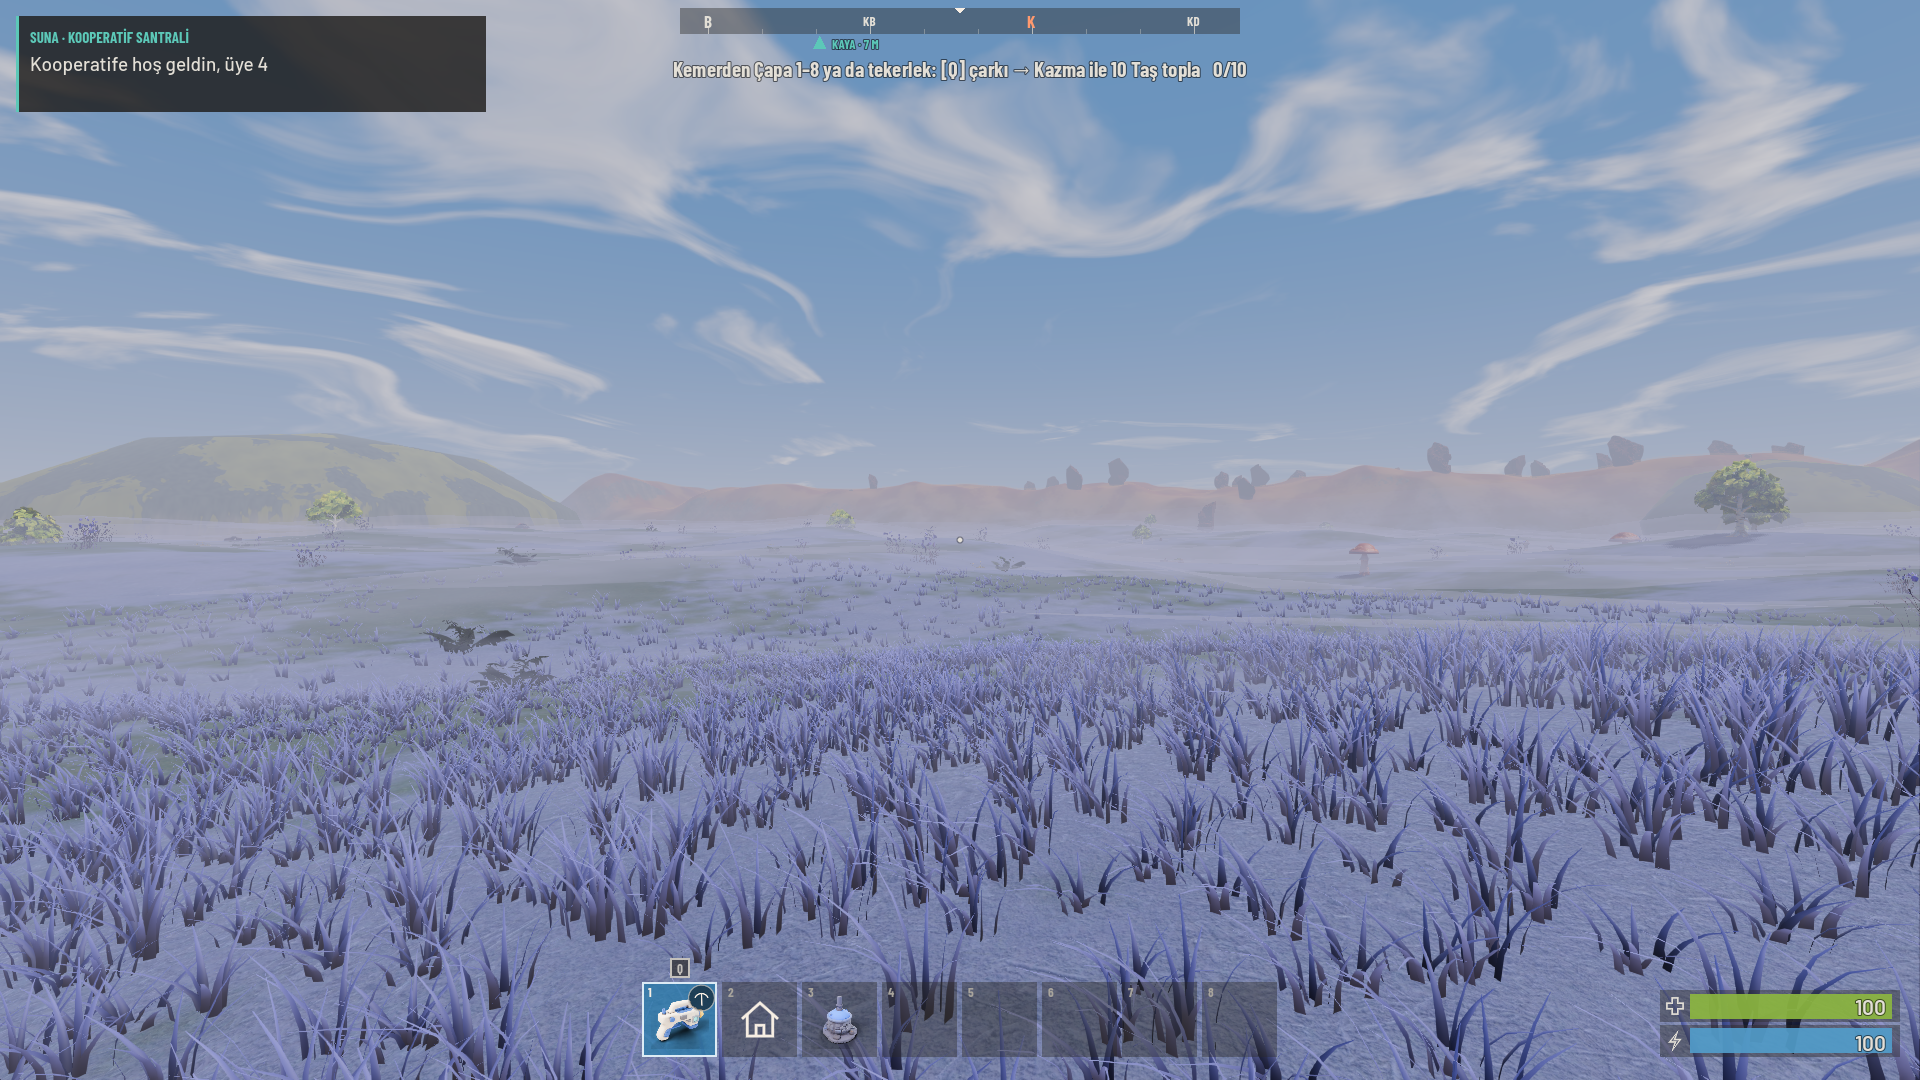 SUNA · KOOPERATİF SANTRALİ
Kooperatife hoş geldin, üye 4
B KB K KD
KAYA · 7 M
Kemerden Çapa 1-8 ya da tekerlek: [Q] çarkı → Kazma ile 10 Taş topla 0/10
Q
1 2 3 4 5 6 7 8
100
100